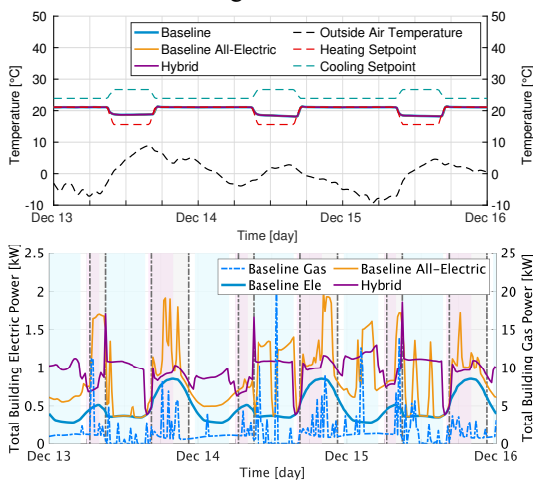 50
40
30
20
10
0
-10
Temperature [°C]
Baseline
Baseline All-Electric
Hybrid
Outside Air Temperature
Heating Setpoint
Cooling Setpoint
50
40
30
20
10
0
-10
Temperature [°C]
Dec 13
Dec 14
Dec 15
Dec 16
Time [day]
2.5
2
1.5
1
0.5
0
Total Building Electric Power [kW]
Baseline Gas
Baseline Ele
Baseline All-Electric
Hybrid
25
20
15
10
5
0
Total Building Gas Power [kW]
Dec 13
Dec 14
Dec 15
Dec 16
Time [day]